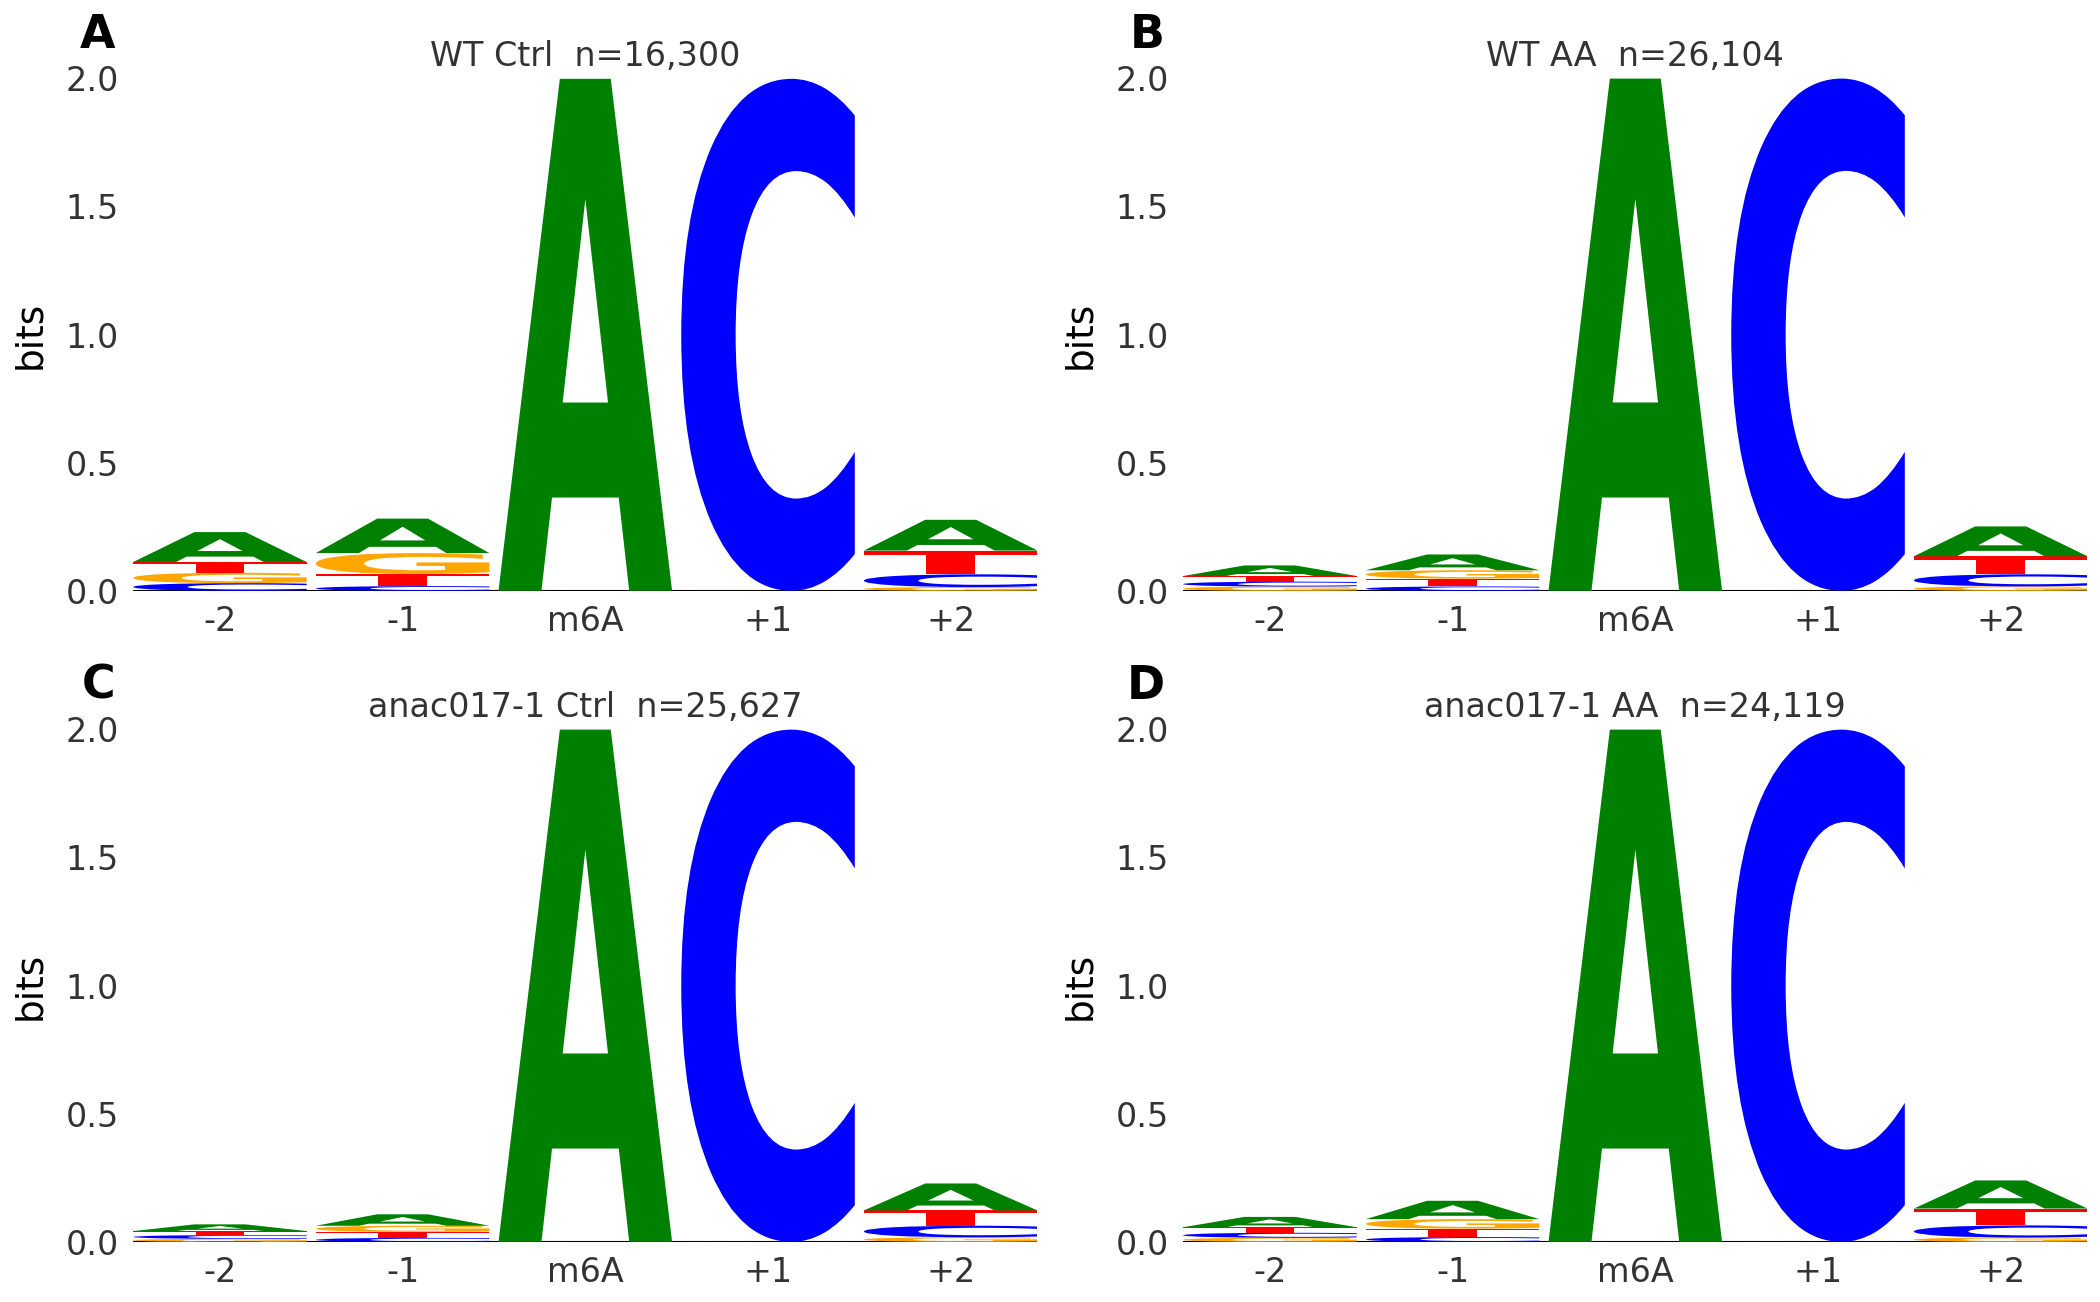 A
WT Ctrl  n=16,300
bits
2.0
1.5
1.0
0.5
0.0
A
T
G
C
A
G
T
C
A
C
A
T
C
G
-2 -1 m6A +1 +2
B
WT AA  n=26,104
bits
2.0
1.5
1.0
0.5
0.0
A
T
C
G
A
G
T
C
A
C
A
T
C
G
-2 -1 m6A +1 +2
C
anac017-1 Ctrl  n=25,627
bits
2.0
1.5
1.0
0.5
0.0
A
T
C
G
A
G
T
C
A
C
A
T
C
G
-2 -1 m6A +1 +2
D
anac017-1 AA  n=24,119
bits
2.0
1.5
1.0
0.5
0.0
A
T
C
G
A
G
T
C
A
C
A
T
C
G
-2 -1 m6A +1 +2